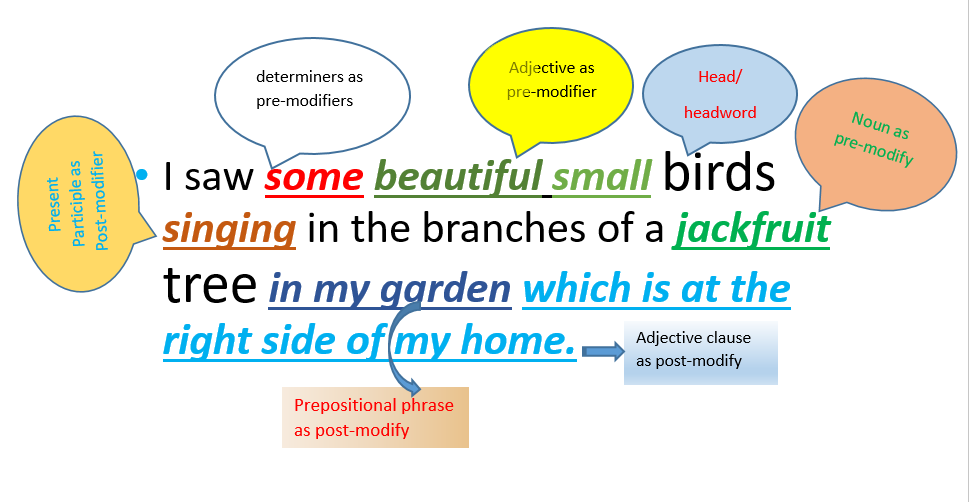 determiners as
pre-modifiers
Adjective as
pre-modifier
Head/
headword
Noun as
pre-modify
Present
Participle as
Post-modifier
• I saw some beautiful small birds
singing in the branches of a jackfruit
tree in my garden which is at the
right side of my home.
Adjective clause
as post-modify
Prepositional phrase
as post-modify